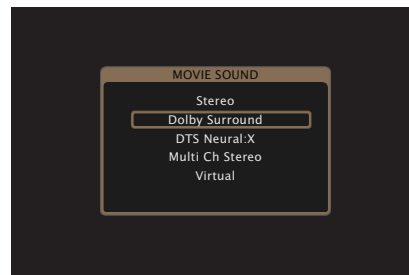 MOVIE SOUND
Stereo
Dolby Surround
DTS Neural:X
Multi Ch Stereo
Virtual